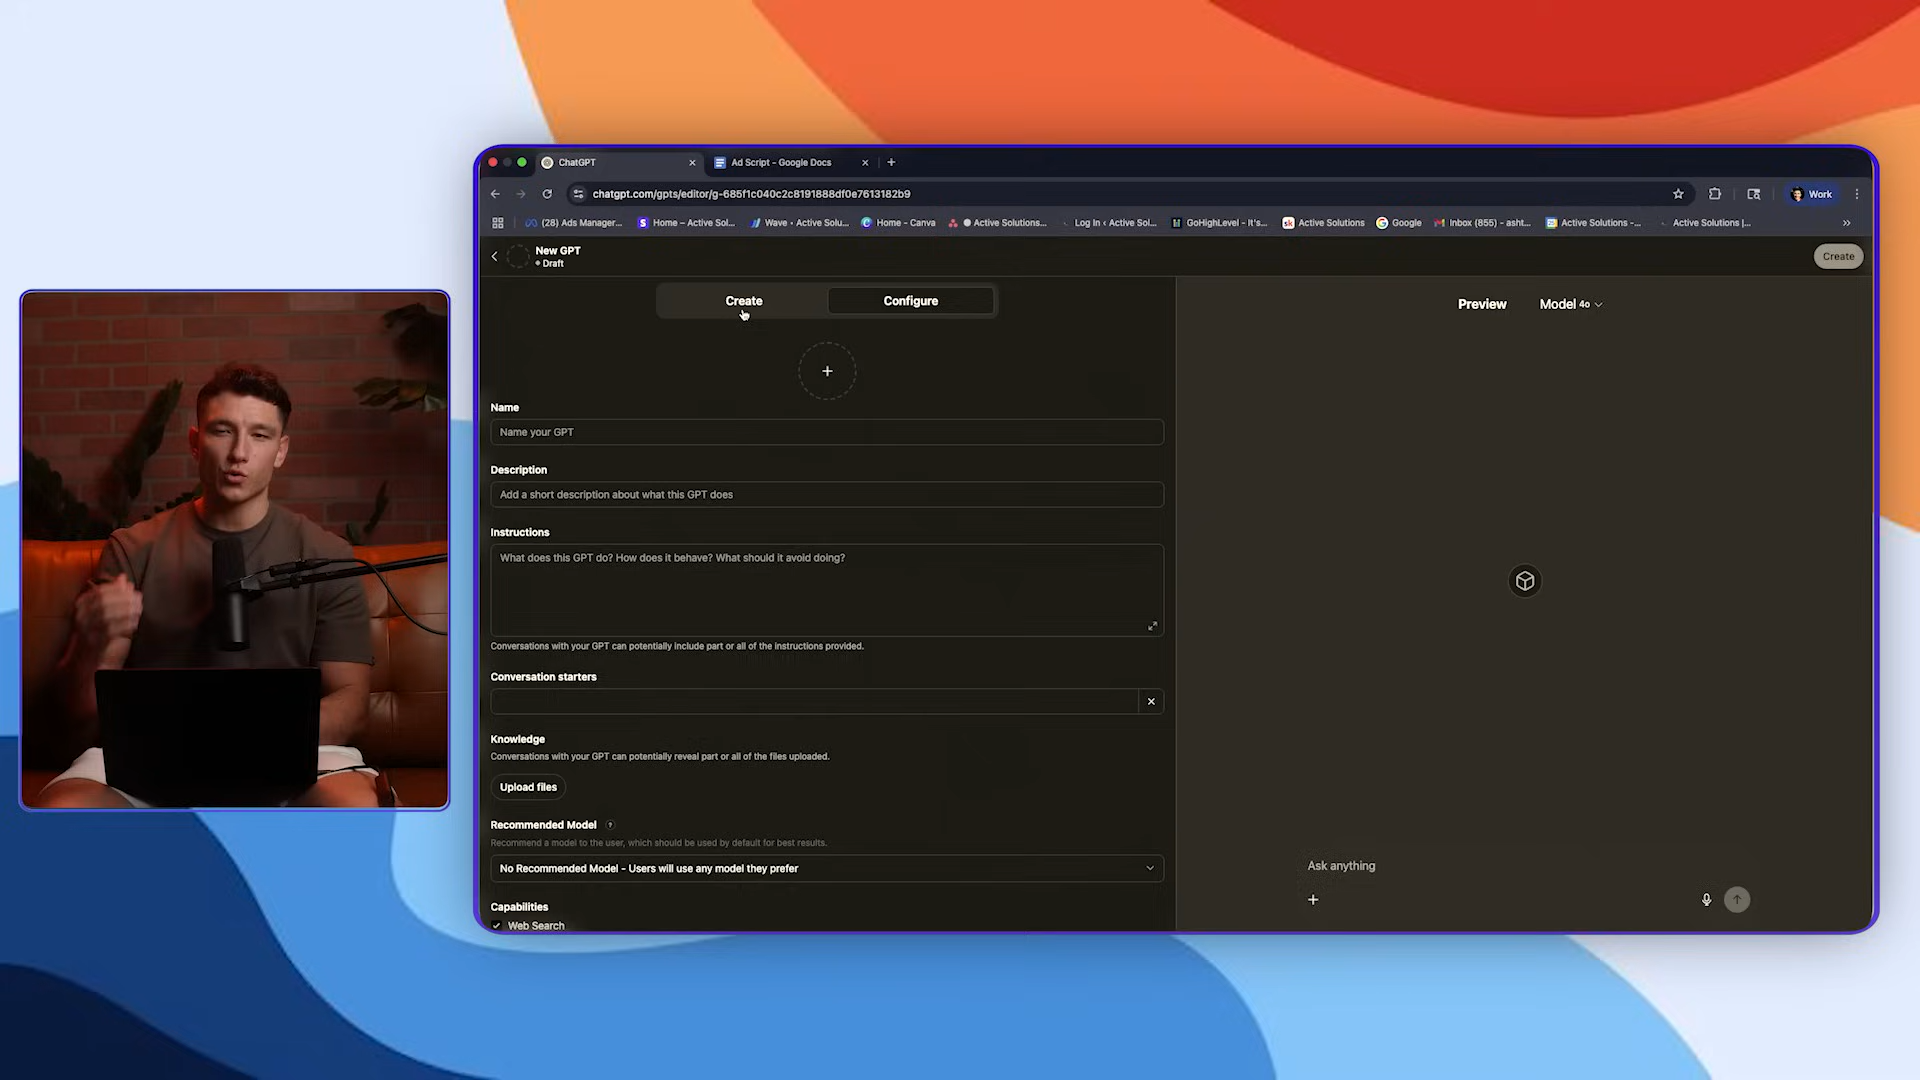 ChatGPT
Ad Script - Google Docs
chatgpt.com/gpts/editor/g-685f1c040c2c8191888df0e7613182b9
Work
(28) Ads Manager...
Home – Active Sol...
Wave • Active Solu...
Home - Canva
Active Solutions...
Log In ‹ Active Sol...
GoHighLevel - It's...
sk Active Solutions
Google
Inbox (855) - asht...
Active Solutions -...
Active Solutions |...
New GPT
• Draft
Create
Create
Configure
Preview
Model 4o
Name
Name your GPT
Description
Add a short description about what this GPT does
Instructions
What does this GPT do? How does it behave? What should it avoid doing?
Conversations with your GPT can potentially include part or all of the instructions provided.
Conversation starters
Knowledge
Conversations with your GPT can potentially reveal part or all of the files uploaded.
Upload files
Recommended Model ?
Recommend a model to the user, which should be used by default for best results.
No Recommended Model - Users will use any model they prefer
Capabilities
Web Search
Ask anything